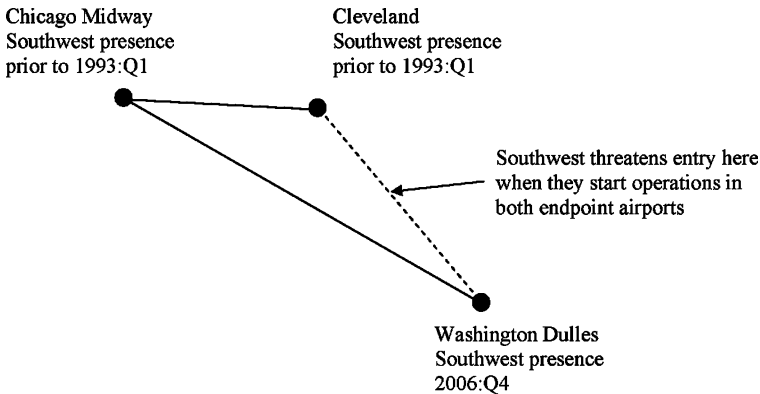 Chicago Midway
Southwest presence
prior to 1993:Q1
Cleveland
Southwest presence
prior to 1993:Q1
Southwest threatens entry here
when they start operations in
both endpoint airports
Washington Dulles
Southwest presence
2006:Q4